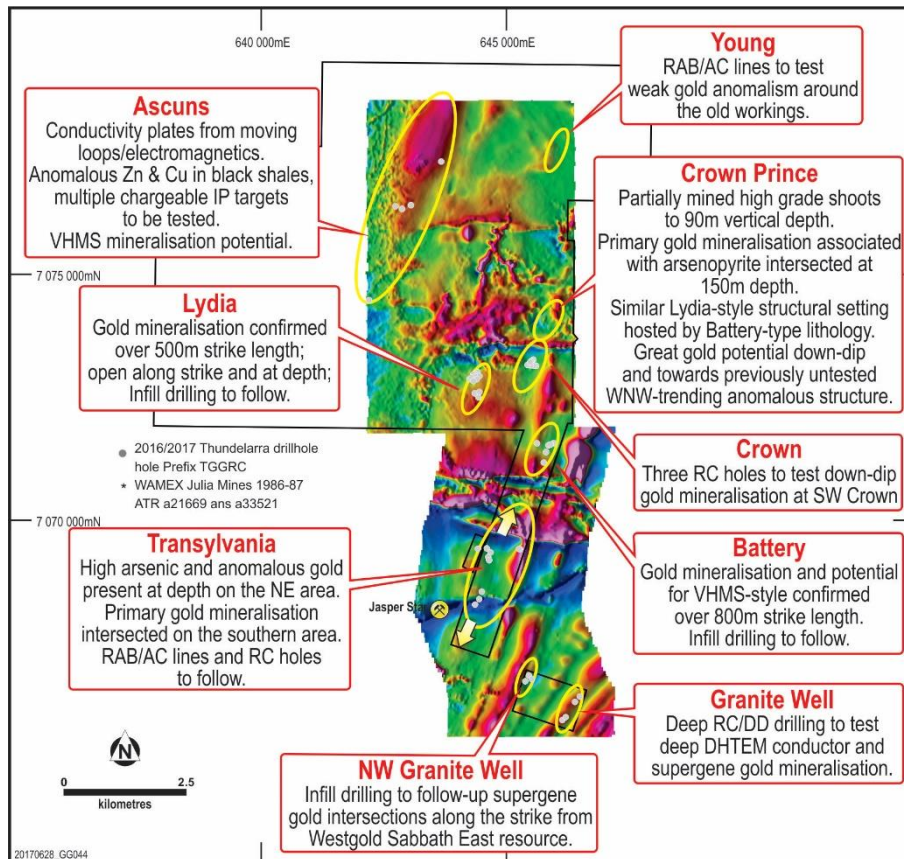 640 000mE
645 000mE
Young
RAB/AC lines to test
weak gold anomalism around
the old workings.
Ascuns
Conductivity plates from moving
loops/electromagnetics.
Anomalous Zn & Cu in black shales,
multiple chargeable IP targets
to be tested.
VHMS mineralisation potential.
Crown Prince
Partially mined high grade shoots
to 90m vertical depth.
Primary gold mineralisation associated
with arsenopyrite intersected at
150m depth.
Similar Lydia-style structural setting
hosted by Battery-type lithology.
Great gold potential down-dip
and towards previously untested
WNW-trending anomalous structure.
7 075 000mN
Lydia
Gold mineralisation confirmed
over 500m strike length;
open along strike and at depth;
Infill drilling to follow.
2016/2017 Thundelarra drillhole
hole Prefix TGGRC
* WAMEX Julia Mines 1986-87
ATR a21669 ans a33521
Crown
Three RC holes to test down-dip
gold mineralisation at SW Crown
7 070 000mN
Transylvania
High arsenic and anomalous gold
present at depth on the NE area.
Primary gold mineralisation
intersected on the southern area.
RAB/AC lines and RC holes
to follow.
Jasper Star
Battery
Gold mineralisation and potential
for VHMS-style confirmed
over 800m strike length.
Infill drilling to follow.
Granite Well
Deep RC/DD drilling to test
deep DHTEM conductor and
supergene gold mineralisation.
NW Granite Well
Infill drilling to follow-up supergene
gold intersections along the strike from
Westgold Sabbath East resource.
N
0 2.5
kilometres
20170628_GG044